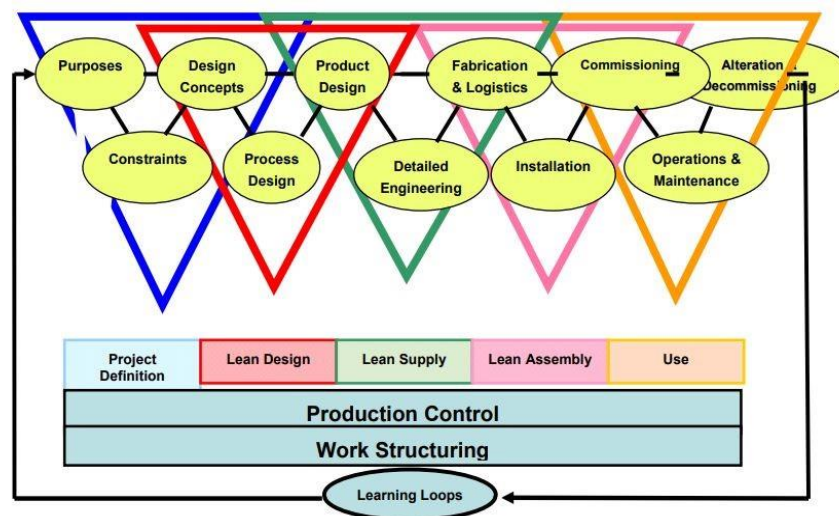 Purposes
Design
Concepts
Product
Design
Fabrication
& Logistics
Commissioning
Alteration
Decommissioning
Constraints
Process
Design
Detailed
Engineering
Installation
Operations &
Maintenance
Project
Definition
Lean Design
Lean Supply
Lean Assembly
Use
Production Control
Work Structuring
Learning Loops